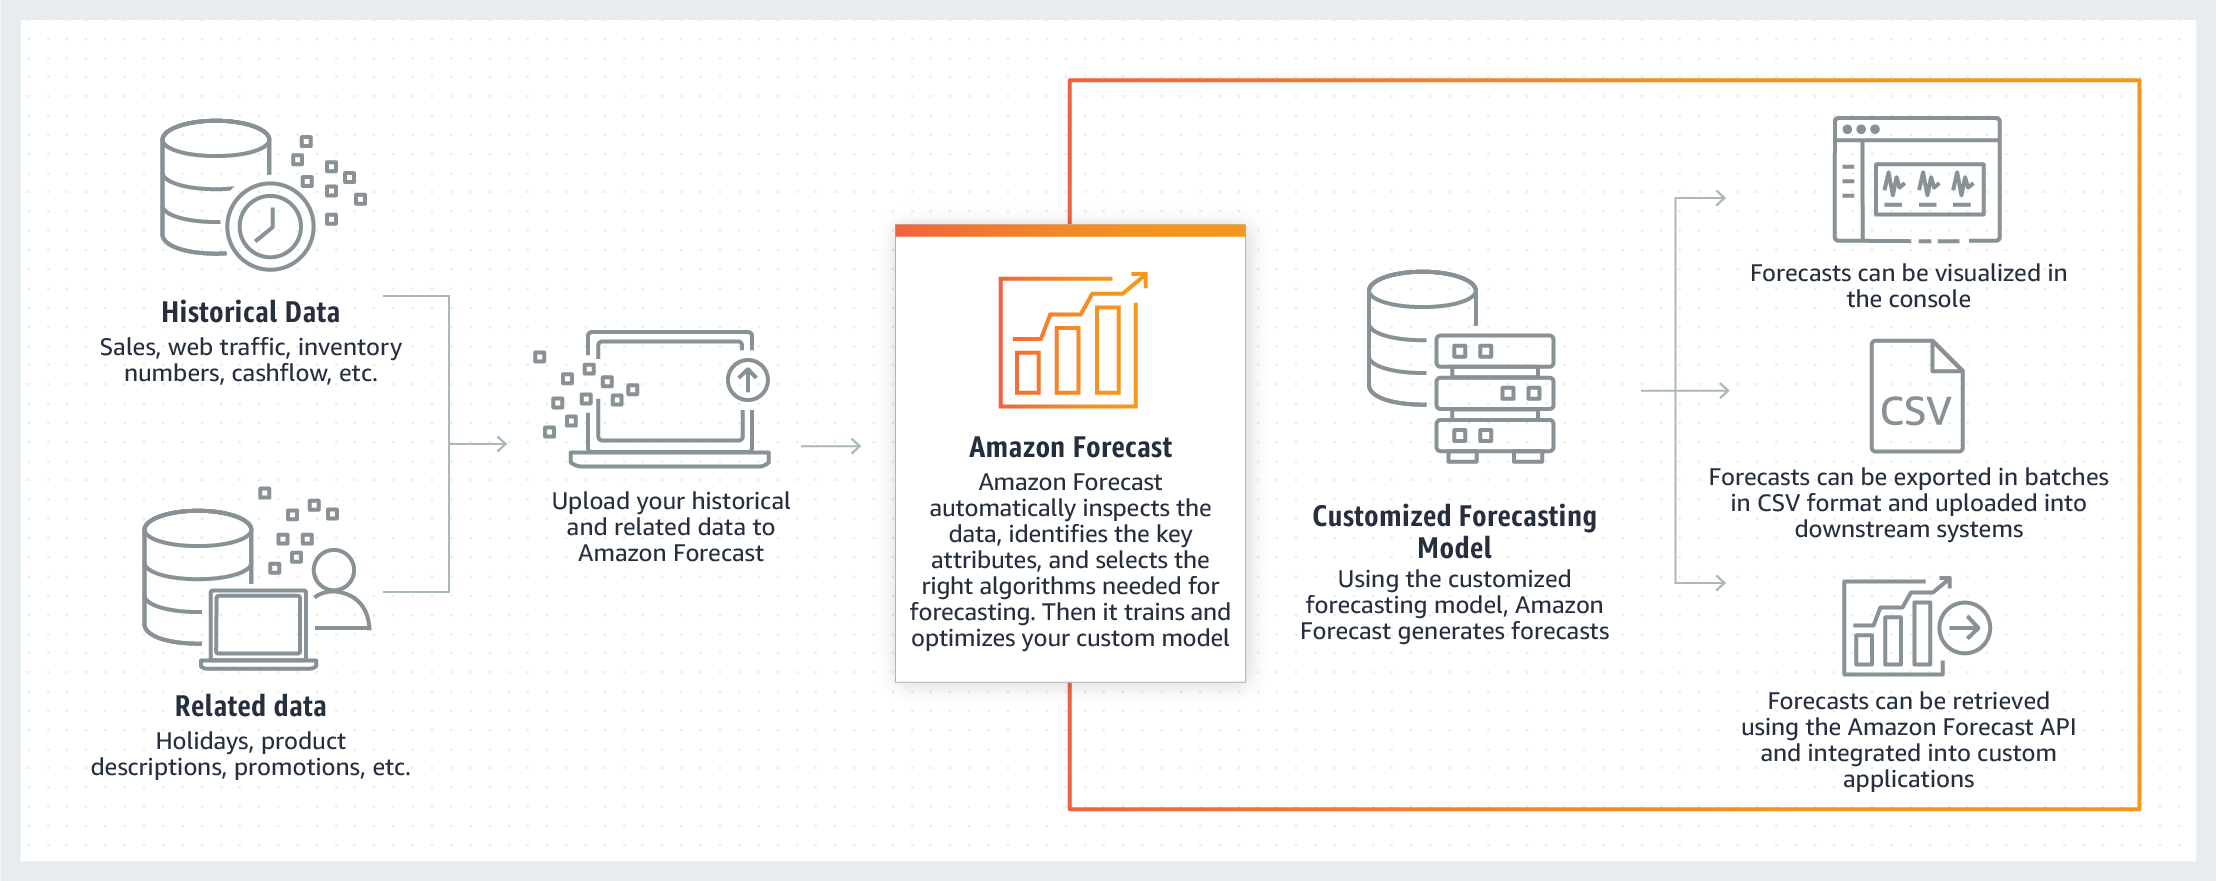 Historical Data
Sales, web traffic, inventory
numbers, cashflow, etc.
Related data
Holidays, product
descriptions, promotions, etc.
Upload your historical
and related data to
Amazon Forecast
Amazon Forecast
Amazon Forecast
automatically inspects the
data, identifies the key
attributes, and selects the
right algorithms needed for
forecasting. Then it trains and
optimizes your custom model
Customized Forecasting
Model
Using the customized
forecasting model, Amazon
Forecast generates forecasts
Forecasts can be visualized in
the console
CSV
Forecasts can be exported in batches
in CSV format and uploaded into
downstream systems
Forecasts can be retrieved
using the Amazon Forecast API
and integrated into custom
applications